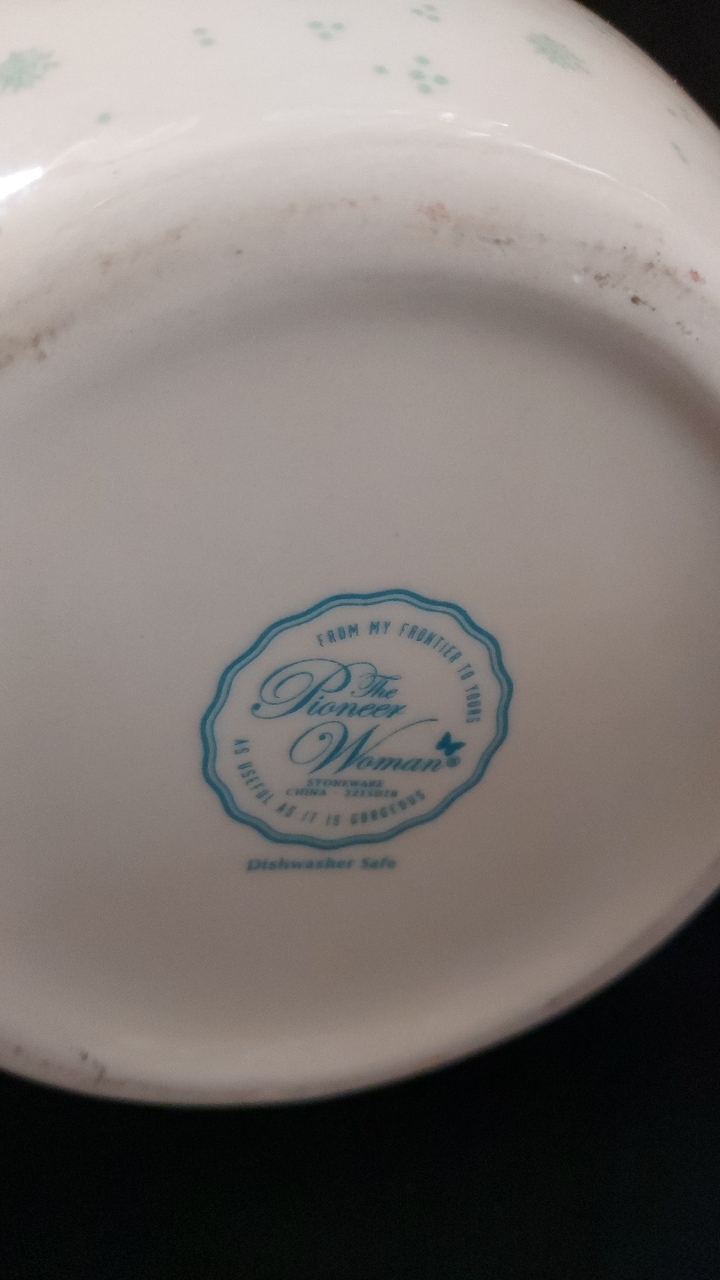 FROM MY FRONTIER TO YOURS
The
Pioneer
Woman®
STONEWARE
CHINA
AS USEFUL AS IT IS GORGEOUS
Dishwasher Safe